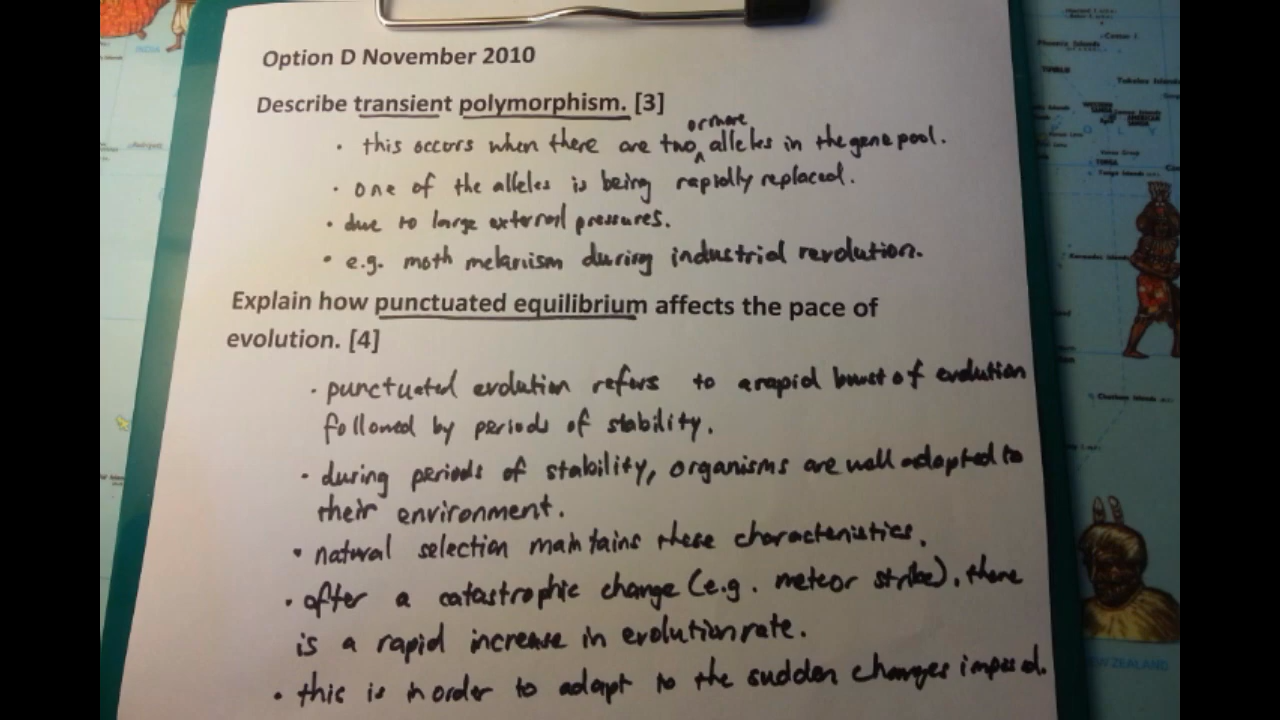 Option D November 2010
Describe transient polymorphism. [3]
• this occurs when there are two or more alleles in the gene pool.
• one of the alleles is being rapidly replaced.
• due to large external pressures.
• e.g. moth melanism during industrial revolution.
Explain how punctuated equilibrium affects the pace of
evolution. [4]
• punctuated evolution refers to a rapid burst of evolution
followed by periods of stability.
• during periods of stability, organisms are well adapted to
their environment.
• natural selection maintains these characteristics.
• after a catastrophic change (e.g. meteor strike), there
is a rapid increase in evolution rate.
• this is in order to adapt to the sudden changes imposed.
INDIA
NEW ZEALAND